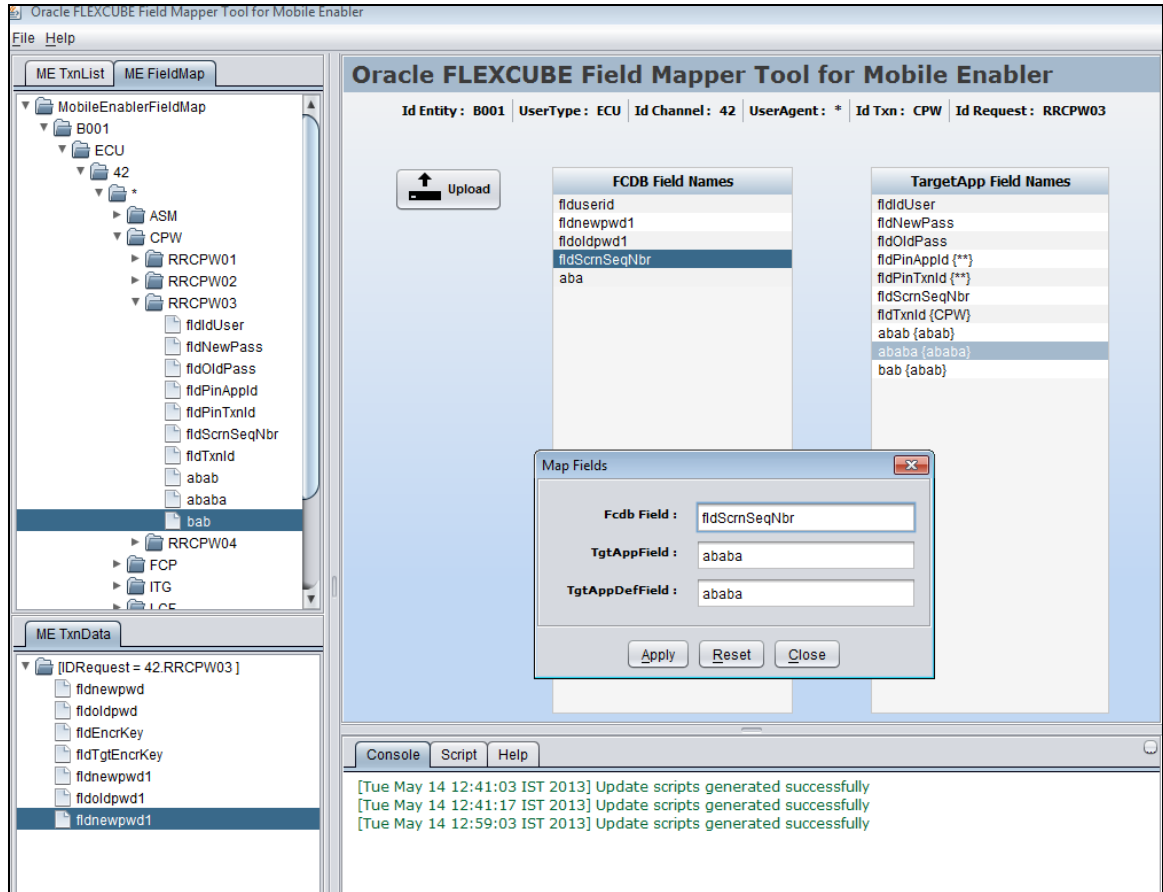 Oracle FLEXCUBE Field Mapper Tool for Mobile Enabler
File Help
ME TxnList ME FieldMap
MobileEnablerFieldMap
B001
ECU
42
*
ASM
CPW
RRCPW01
RRCPW02
RRCPW03
fldIdUser
fldNewPass
fldOldPass
fldPinAppId
fldPinTxnId
fldScrnSeqNbr
fldTxnId
abab
ababa
bab
RRCPW04
FCP
ITG
LCF
ME TxnData
[IDRequest = 42.RRCPW03 ]
fldnewpwd
fldoldpwd
fldEncrKey
fldTgtEncrKey
fldnewpwd1
fldoldpwd1
fldnewpwd1
Oracle FLEXCUBE Field Mapper Tool for Mobile Enabler
Id Entity : B001 UserType : ECU Id Channel : 42 UserAgent : * Id Txn : CPW Id Request : RRCPW03
Upload
FCDB Field Names
flduserid
fldnewpwd1
fldoldpwd1
fldScrnSeqNbr
aba
TargetApp Field Names
fldIdUser
fldNewPass
fldOldPass
fldPinAppId {**}
fldPinTxnId {**}
fldScrnSeqNbr
fldTxnId {CPW}
abab {abab}
ababa {ababa}
bab {abab}
Map Fields
Fcdb Field : fldScrnSeqNbr
TgtAppField : ababa
TgtAppDefField : ababa
Apply Reset Close
Console Script Help
[Tue May 14 12:41:03 IST 2013] Update scripts generated successfully
[Tue May 14 12:41:17 IST 2013] Update scripts generated successfully
[Tue May 14 12:59:03 IST 2013] Update scripts generated successfully